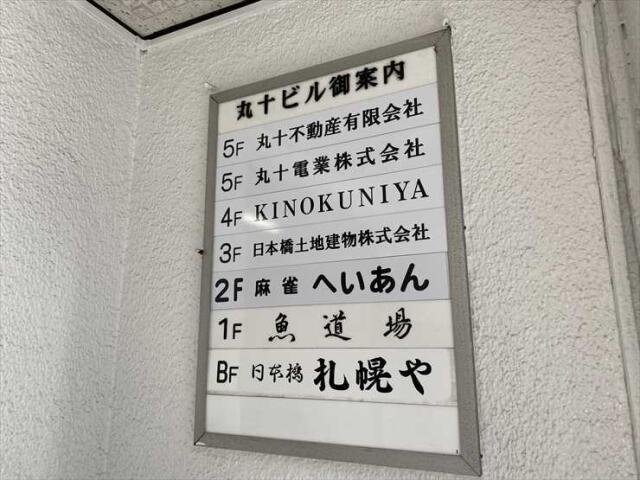 丸十ビル御案内
5F 丸十不動産有限会社
5F 丸十電業株式会社
4F KINOKUNIYA
3F 日本橋土地建物株式会社
2F 麻雀 へいあん
1F 魚道場
BF 日本橋 札幌や